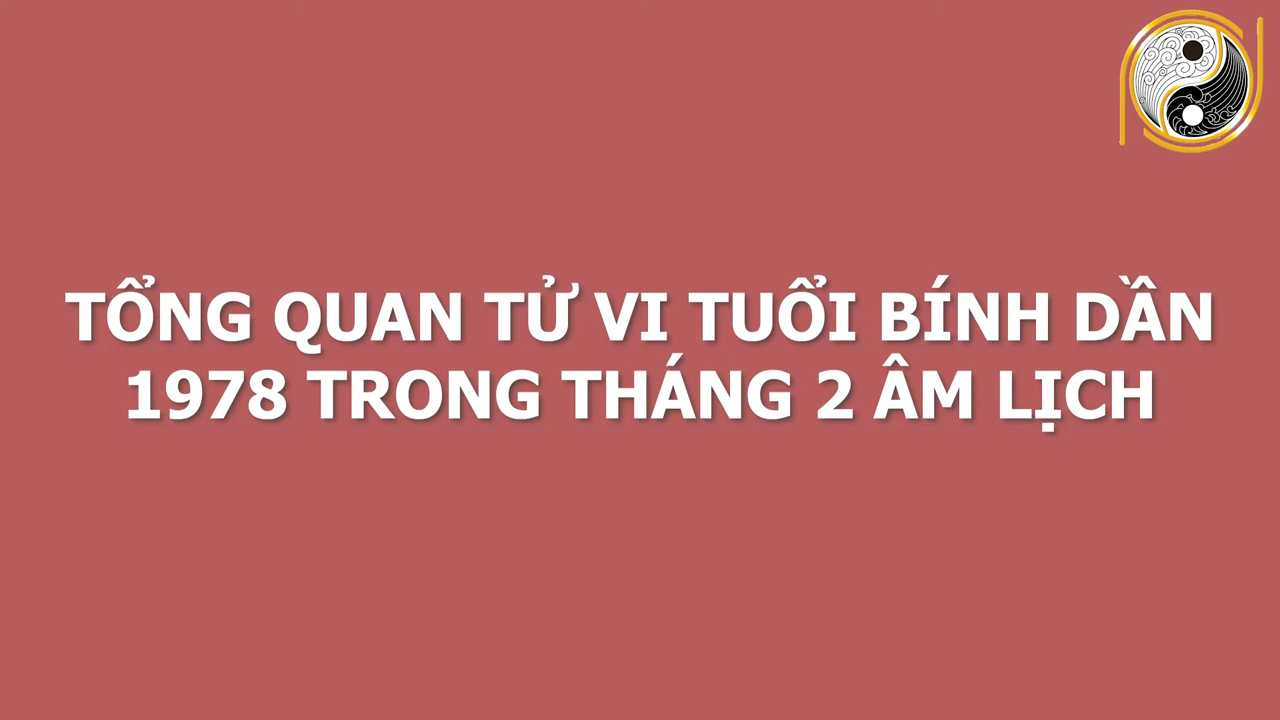 TỔNG QUAN TỬ VI TUỔI BÍNH DẦN
1978 TRONG THÁNG 2 ÂM LỊCH